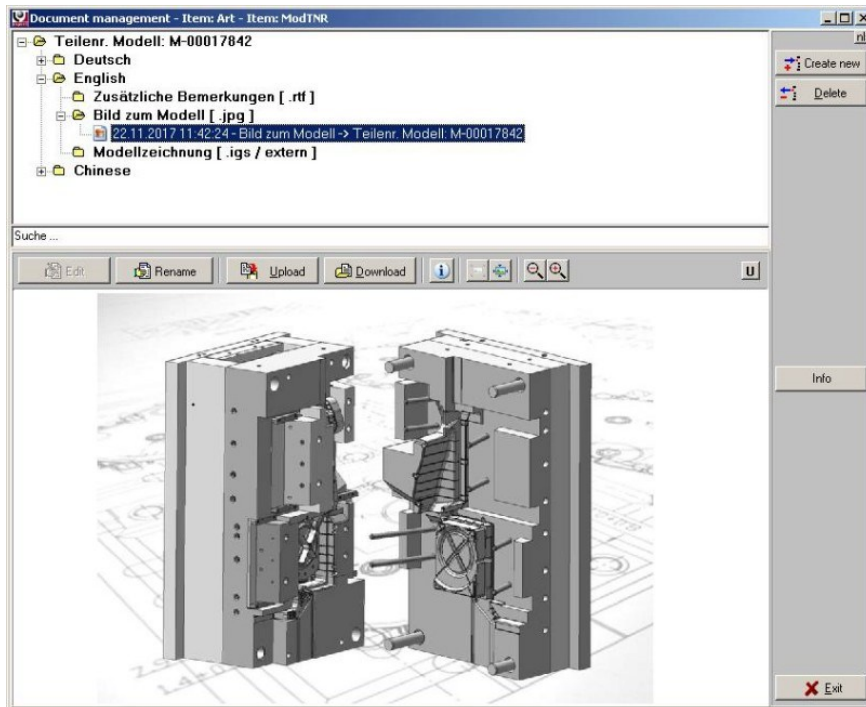 Document management - Item: Art - Item: ModTNR
nl
Teilenr. Modell: M-00017842
Deutsch
English
Zusätzliche Bemerkungen [ .rtf ]
Bild zum Modell [ .jpg ]
22.11.2017 11:42:24 - Bild zum Modell -> Teilenr. Modell: M-00017842
Modellzeichnung [ .igs / extern ]
Chinese
Create new
Delete
Suche ...
Edit
Rename
Upload
Download
U
Info
Exit